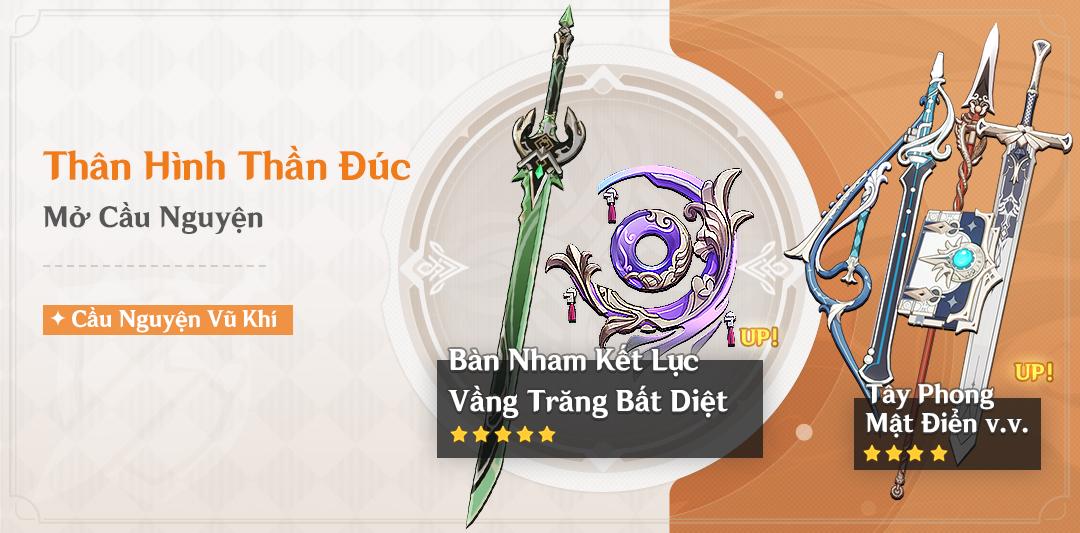 Thân Hình Thần Đúc
Mở Cầu Nguyện
Cầu Nguyện Vũ Khí
UP!
Bàn Nham Kết Lục
Vầng Trăng Bất Diệt
UP!
Tây Phong
Mật Điển v.v.